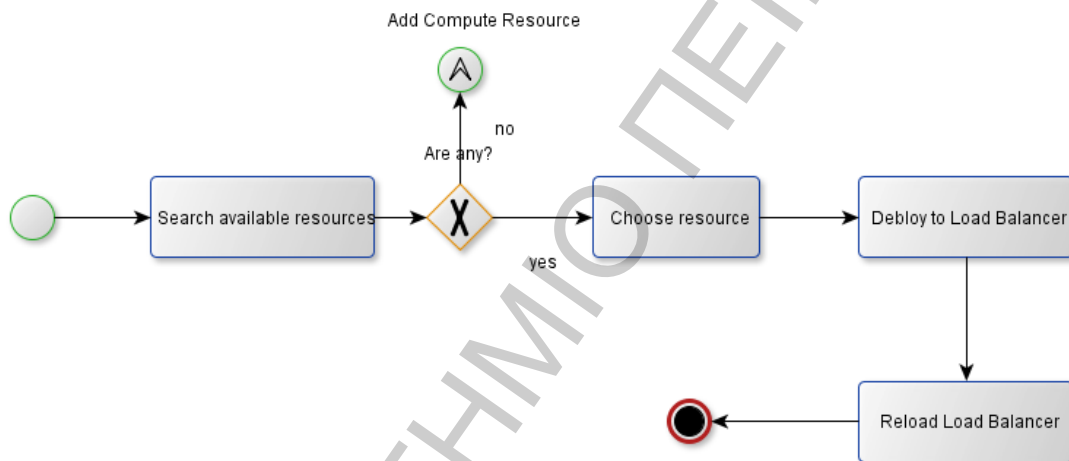 Add Compute Resource
no
Are any?
Search available resources
X
Choose resource
Debloy to Load Balancer
yes
Reload Load Balancer